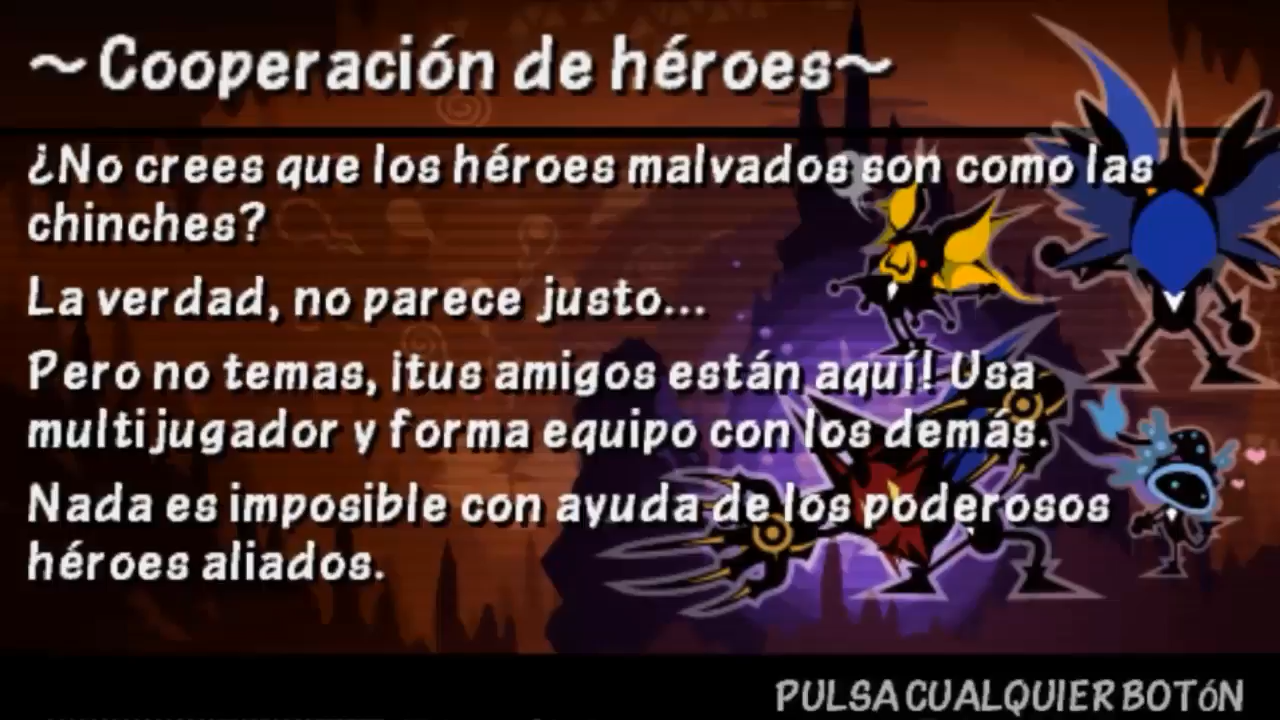 ~Cooperación de héroes~
¿No crees que los héroes malvados son como las
chinches?
La verdad, no parece justo...
Pero no temas, ¡tus amigos están aquí! Usa
multijugador y forma equipo con los demás.
Nada es imposible con ayuda de los poderosos
héroes aliados.
PULSA CUALQUIER BOTóN